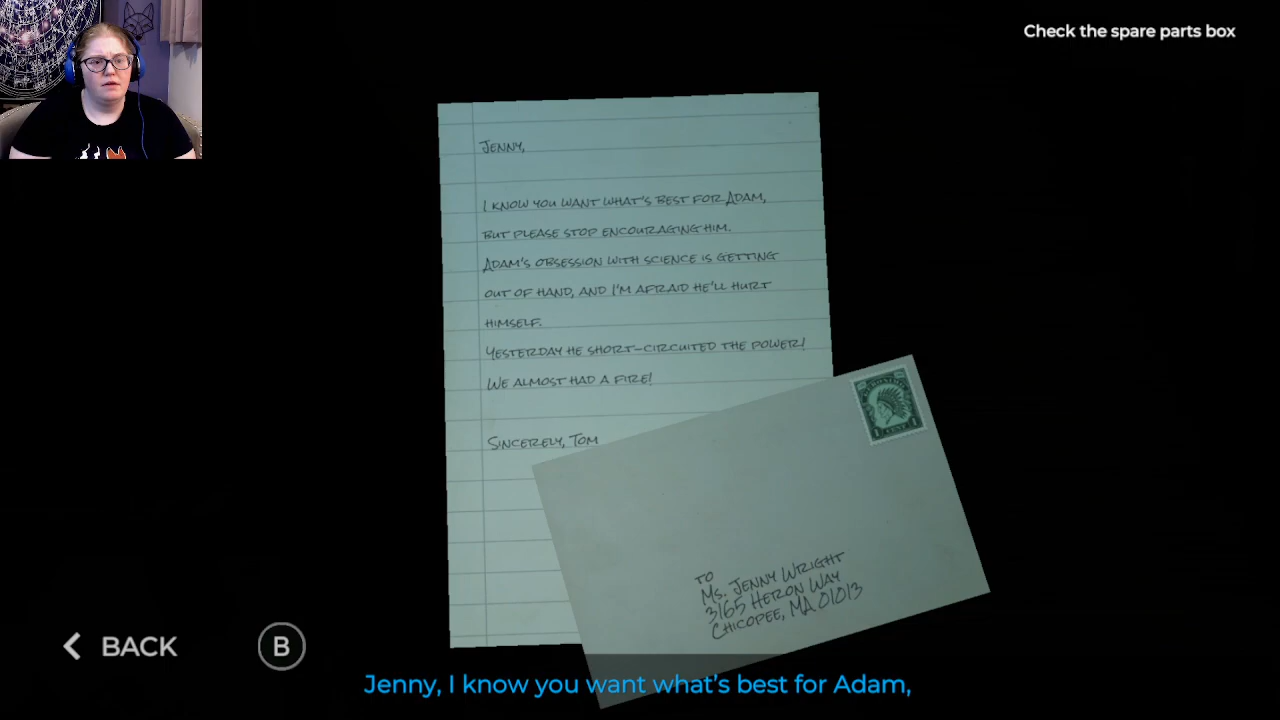 Check the spare parts box
JENNY,
I KNOW YOU WANT WHAT'S BEST FOR ADAM,
BUT PLEASE STOP ENCOURAGING HIM.
ADAM'S OBSESSION WITH SCIENCE IS GETTING
OUT OF HAND, AND I'M AFRAID HE'LL HURT
HIMSELF.
YESTERDAY HE SHORT-CIRCUITED THE POWER!
WE ALMOST HAD A FIRE!
SINCERELY, TOM
1 CENT 1
TO
MS. JENNY WRIGHT
3165 HERON WAY
CHICOPEE, MA 01013
BACK
B
Jenny, I know you want what's best for Adam,